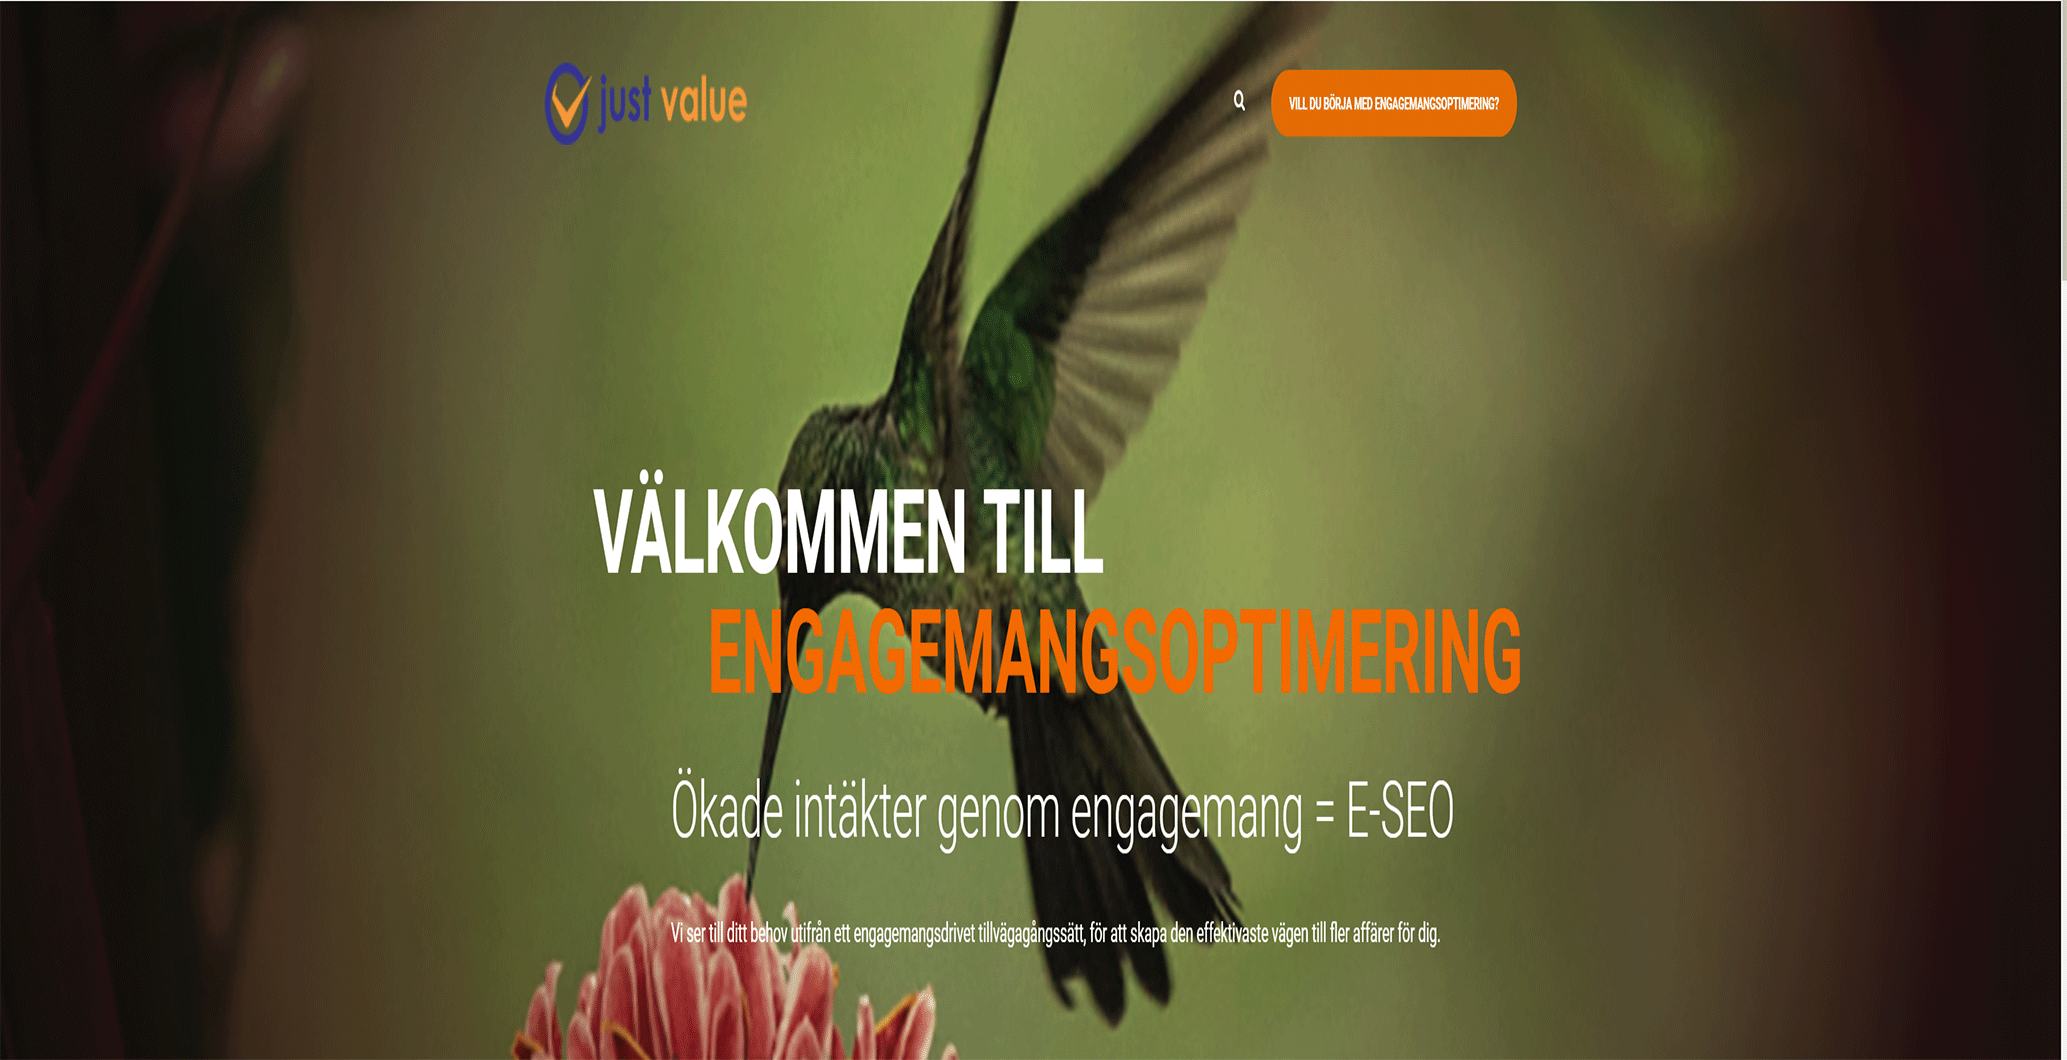 just value
VILL DU BÖRJA MED ENGAGEMANGSOPTIMERING?
VÄLKOMMEN TILL
ENGAGEMANGSOPTIMERING
Ökade intäkter genom engagemang = E-SEO
Vi ser till ditt behov utifrån ett engagemangsdrivet tillvägagångssätt, för att skapa den effektivaste vägen till fler affärer för dig.